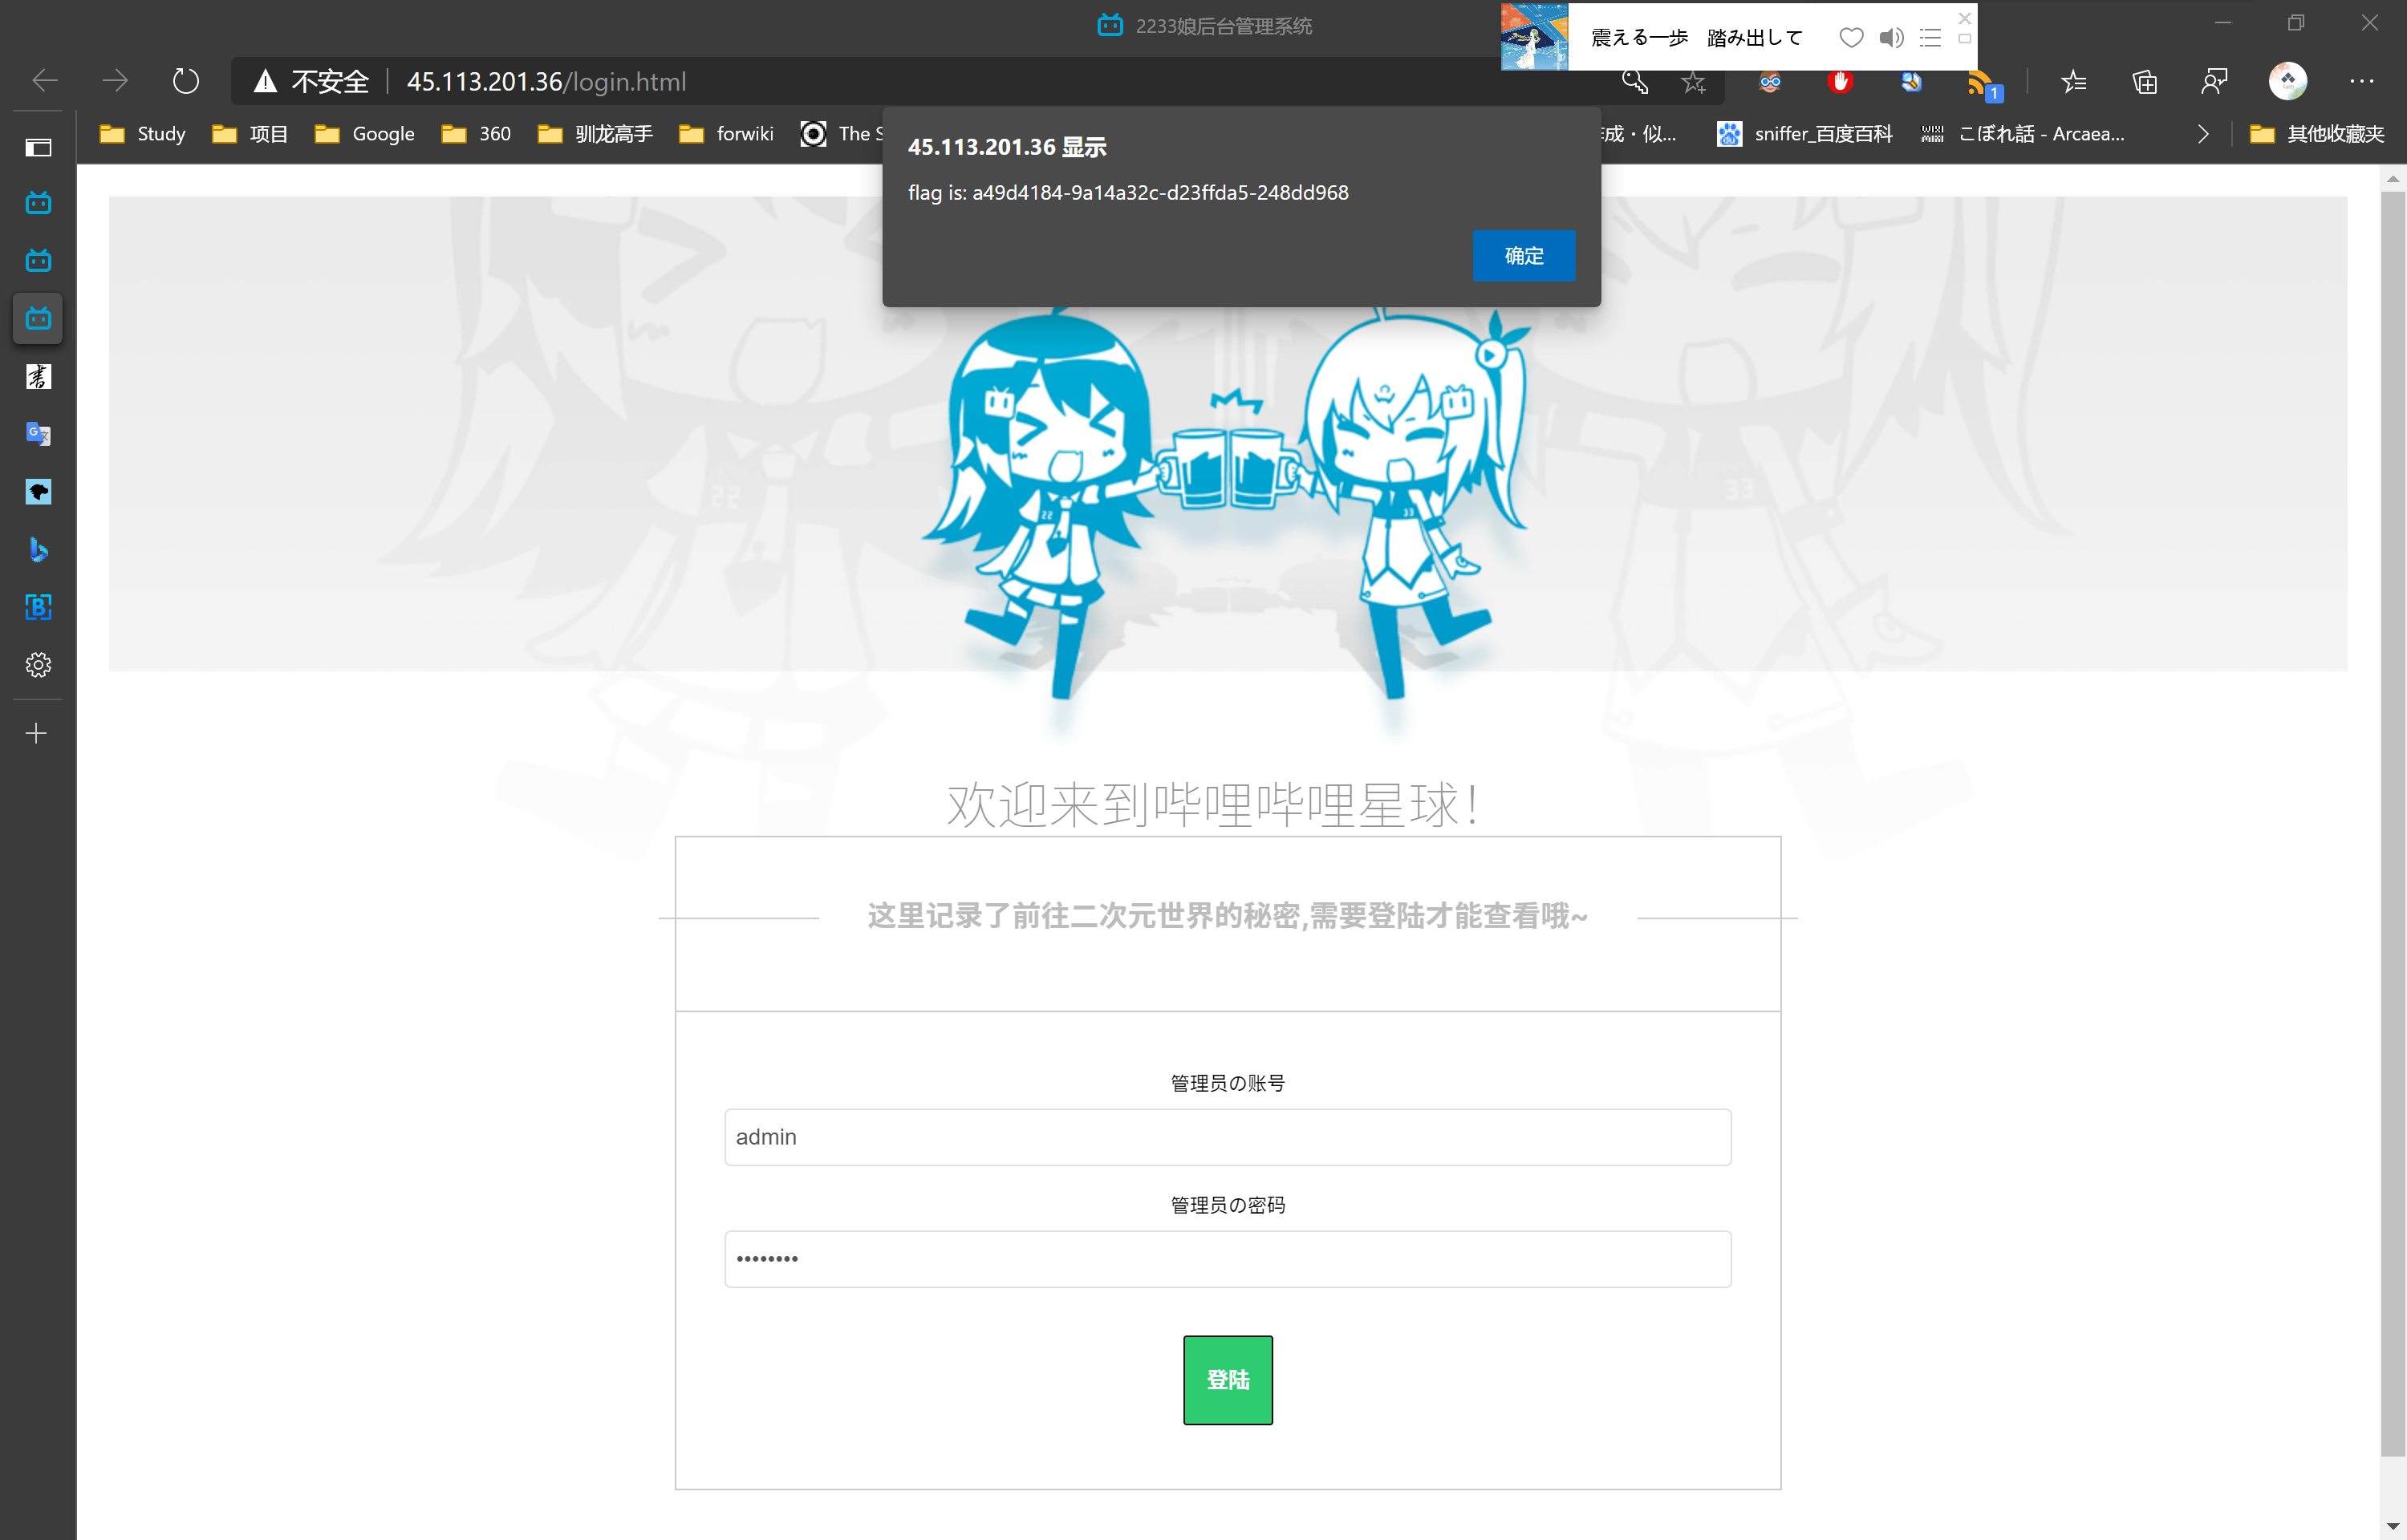 2233娘后台管理系统
震える一歩 踏み出して
不安全
45.113.201.36/login.html
1
Study
项目
Google
360
驯龙高手
forwiki
The S
成・似...
sniffer_百度百科
こぼれ話 - Arcaea...
其他收藏夹
45.113.201.36 显示
flag is: a49d4184-9a14a32c-d23ffda5-248dd968
确定
22
33
22
33
欢迎来到哔哩哔哩星球!
这里记录了前往二次元世界的秘密,需要登陆才能查看哦~
管理员の账号
admin
管理员の密码
••••••••
登陆